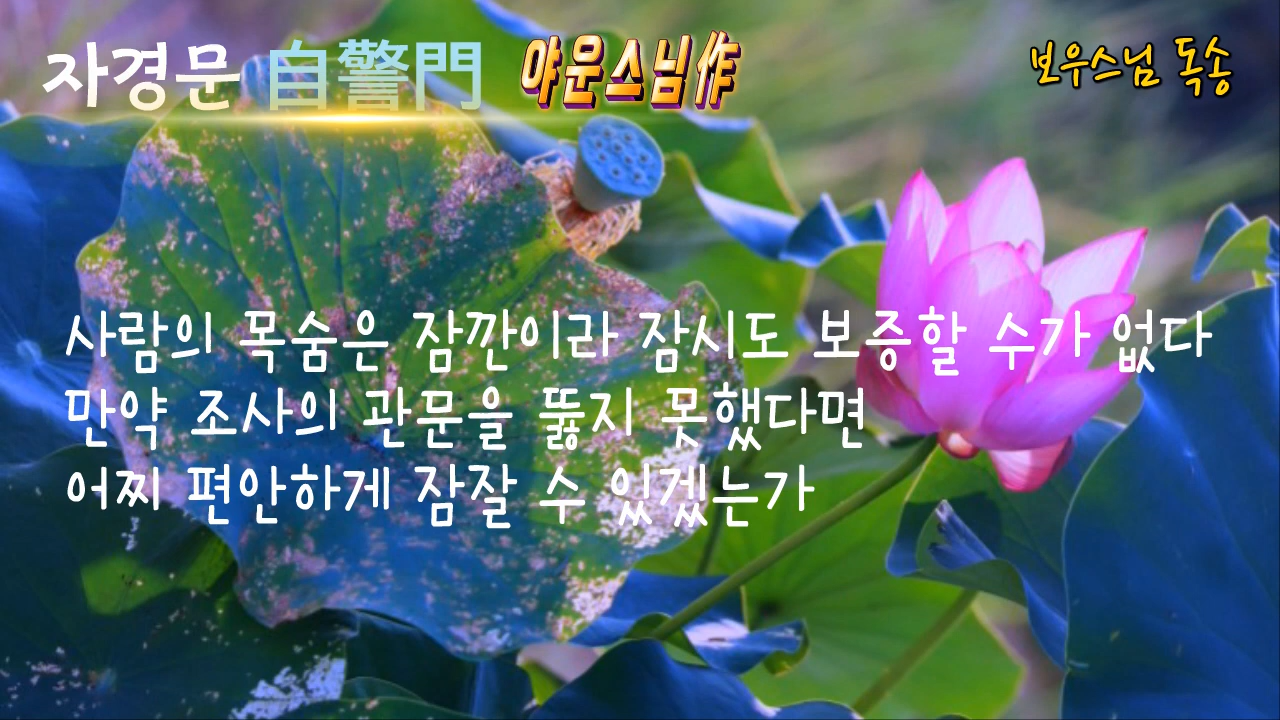 자경문 自警門 야운스님作
보우스님 독송
사람의 목숨은 잠깐이라 잠시도 보증할 수가 없다
만약 조사의 관문을 뚫지 못했다면
어찌 편안하게 잠잘 수 있겠는가